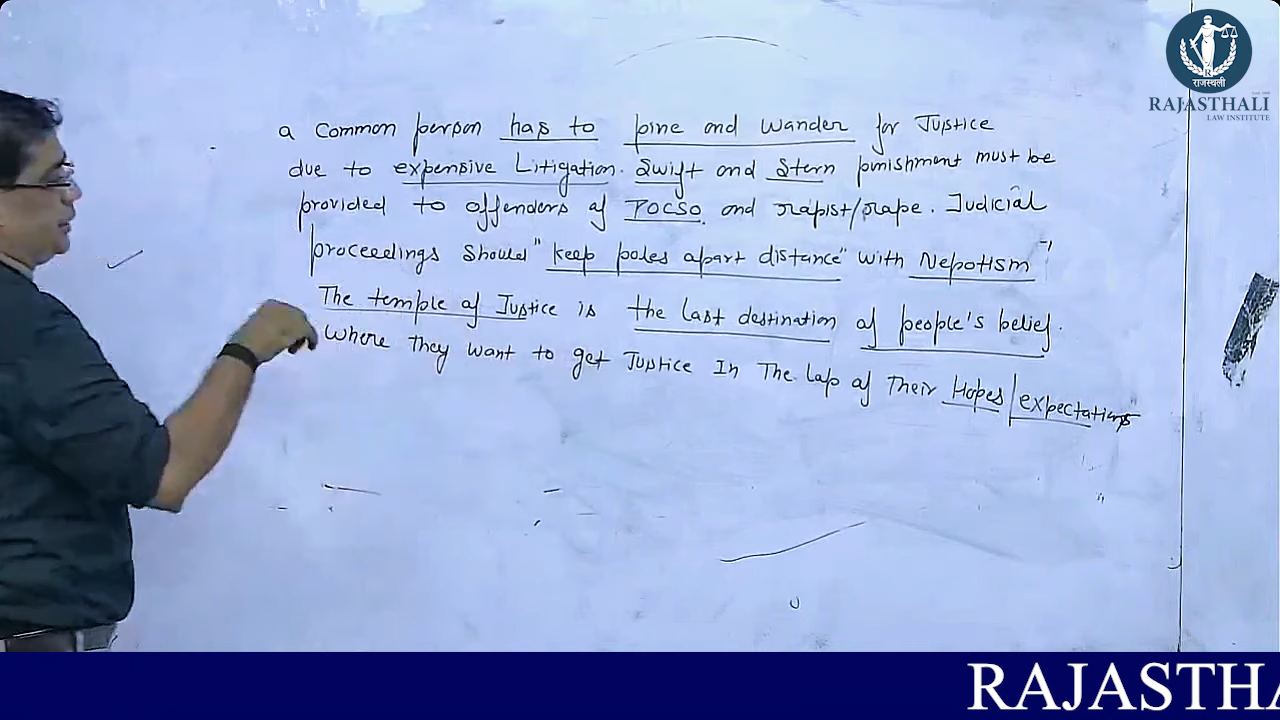 राजस्थली
RAJASTHALI
LAW INSTITUTE
a Common person has to pine and wander for Justice
due to expensive Litigation. Swift and Stern punishment must be
provided to offenders of POCSO and rapist/rape. Judicial
proceedings should "keep poles apart distance" with Nepotism
The temple of Justice is the last destination of people's belief.
where they want to get Justice In The Lap of Their Hopes/expectations"
RAJASTHA